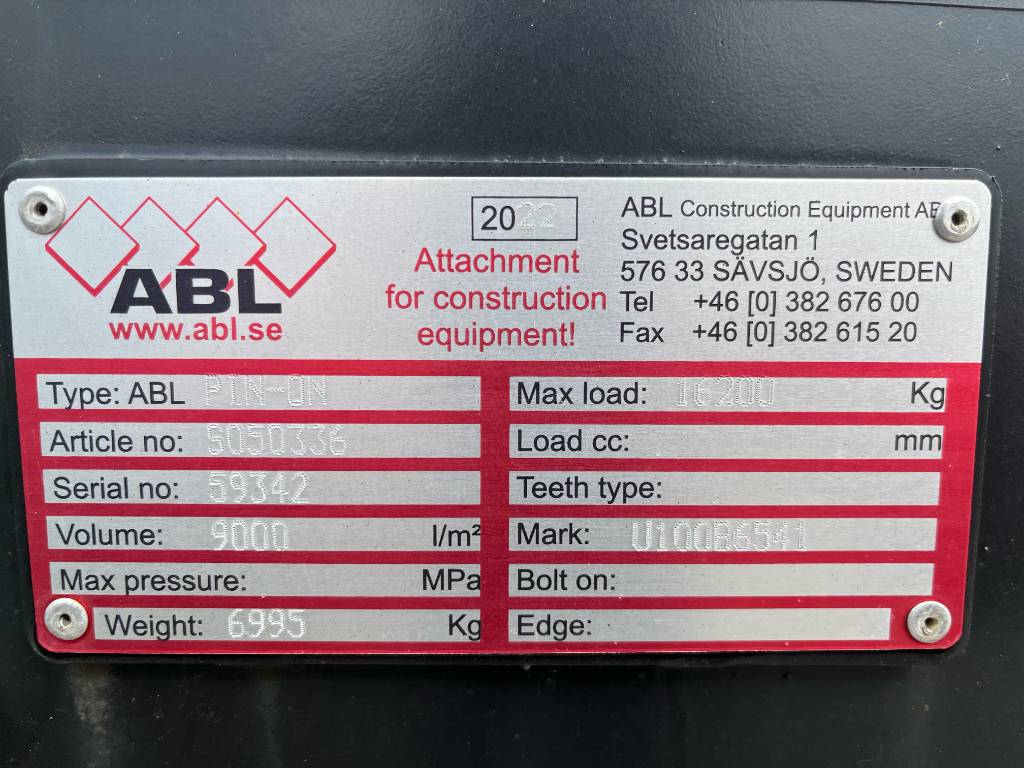 ABL
www.abl.se
2022
Attachment
for construction
equipment!
ABL Construction Equipment AB
Svetsaregatan 1
576 33 SÄVSJÖ, SWEDEN
Tel +46 [0] 382 676 00
Fax +46 [0] 382 615 20
Type: ABL PIN-ON
Article no: S050336
Serial no: 59342
Volume: 9000 l/m²
Max pressure: MPa
Weight: 6995 Kg
Max load: 16200 Kg
Load cc: mm
Teeth type:
Mark: U100B6541
Bolt on:
Edge: